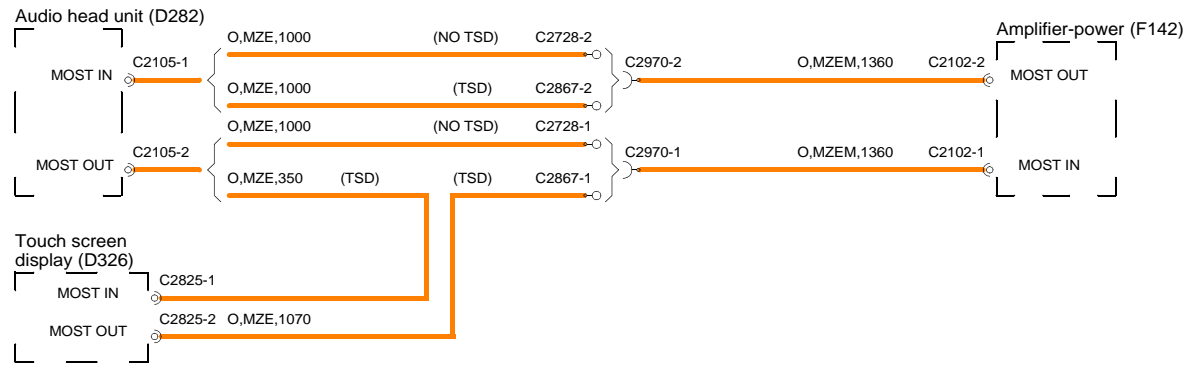 Audio head unit (D282)
Amplifier-power (F142)
O,MZE,1000 (NO TSD) C2728-2
MOST IN C2105-1 C2970-2 O,MZEM,1360 C2102-2 MOST OUT
O,MZE,1000 (TSD) C2867-2
O,MZE,1000 (NO TSD) C2728-1
MOST OUT C2105-2 C2970-1 O,MZEM,1360 C2102-1 MOST IN
O,MZE,350 (TSD) (TSD) C2867-1
Touch screen
display (D326)
MOST IN C2825-1
MOST OUT C2825-2 O,MZE,1070